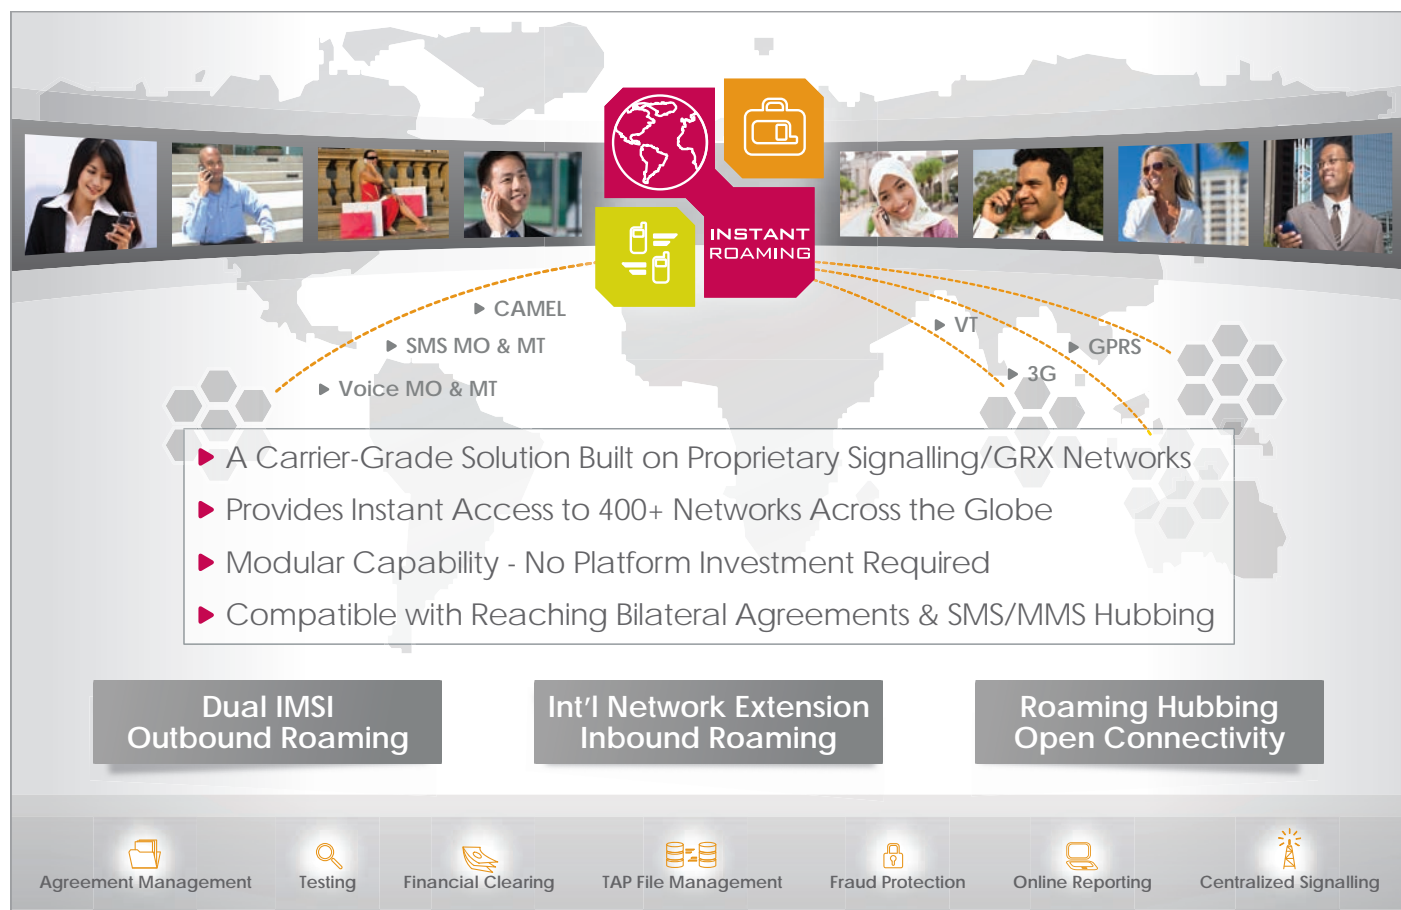 INSTANT
ROAMING
CAMEL
SMS MO & MT
Voice MO & MT
VT
GPRS
3G
A Carrier-Grade Solution Built on Proprietary Signalling/GRX Networks
Provides Instant Access to 400+ Networks Across the Globe
Modular Capability - No Platform Investment Required
Compatible with Reaching Bilateral Agreements & SMS/MMS Hubbing
Dual IMSI
Outbound Roaming
Int'l Network Extension
Inbound Roaming
Roaming Hubbing
Open Connectivity
Agreement Management
Testing
Financial Clearing
TAP File Management
Fraud Protection
Online Reporting
Centralized Signalling